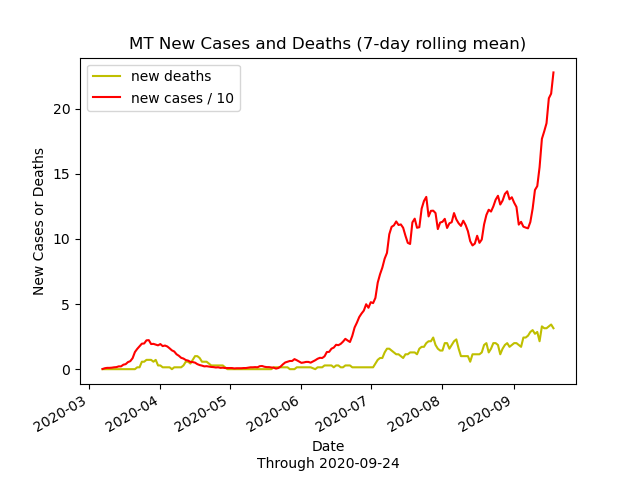 MT New Cases and Deaths (7-day rolling mean)
new deaths
new cases / 10
20
15
10
5
0
New Cases or Deaths
2020-03
2020-04
2020-05
2020-06
2020-07
2020-08
2020-09
Date
Through 2020-09-24